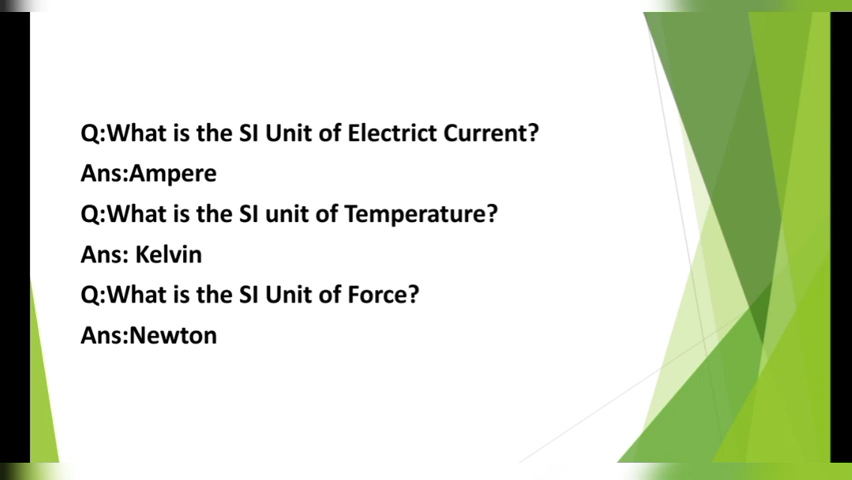 Q:What is the SI Unit of Electrict Current?
Ans:Ampere
Q:What is the SI unit of Temperature?
Ans: Kelvin
Q:What is the SI Unit of Force?
Ans:Newton